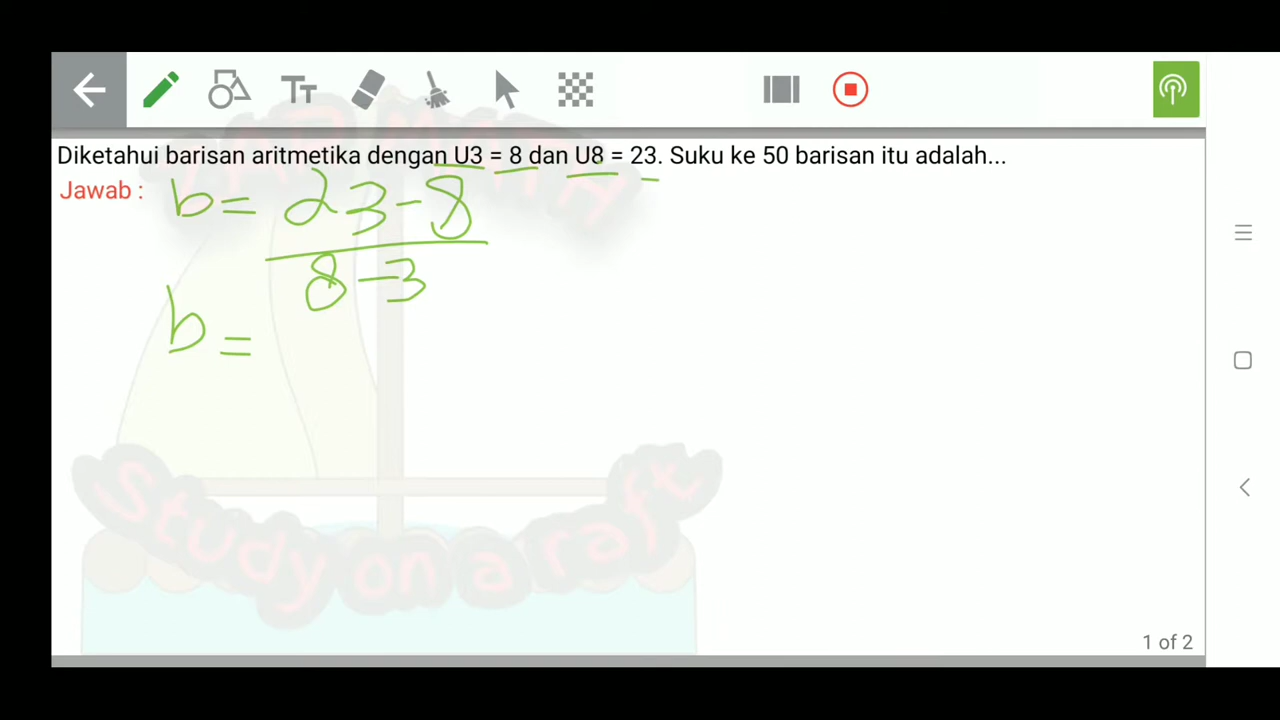 Diketahui barisan aritmetika dengan U3 = 8 dan U8 = 23. Suku ke 50 barisan itu adalah...
Jawab : b = 23 - 8
8 - 3
b =
Study on a raft
1 of 2